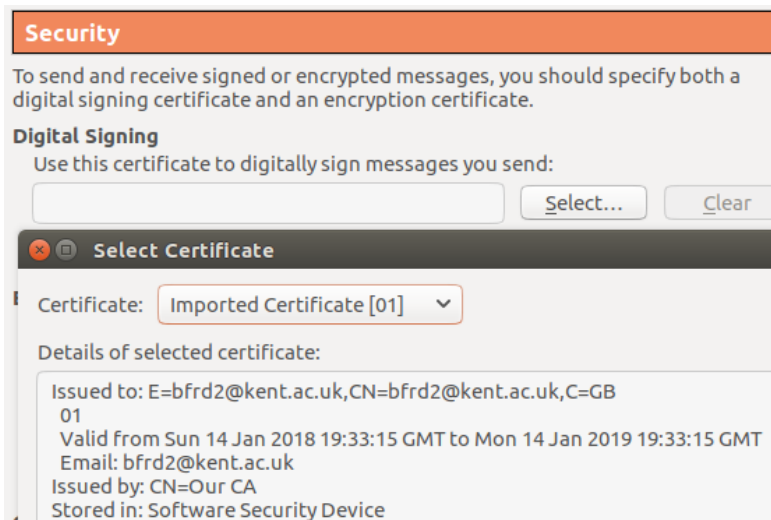 Security
To send and receive signed or encrypted messages, you should specify both a
digital signing certificate and an encryption certificate.
Digital Signing
Use this certificate to digitally sign messages you send:
Select... Clear
Select Certificate
Certificate: Imported Certificate [01]
Details of selected certificate:
Issued to: E=bfrd2@kent.ac.uk,CN=bfrd2@kent.ac.uk,C=GB
01
Valid from Sun 14 Jan 2018 19:33:15 GMT to Mon 14 Jan 2019 19:33:15 GMT
Email: bfrd2@kent.ac.uk
Issued by: CN=Our CA
Stored in: Software Security Device